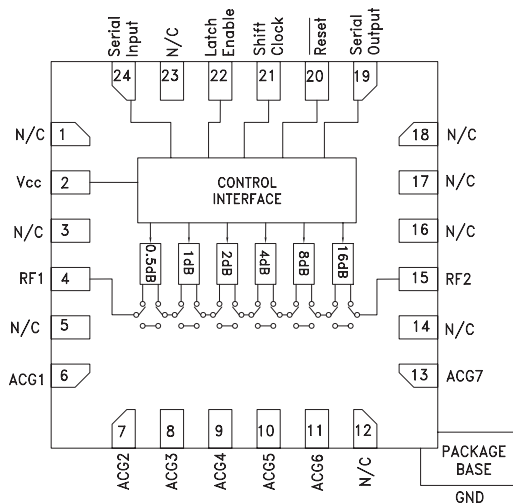 Serial Input
N/C
Latch Enable
Shift Clock
Reset
Serial Output
24
23
22
21
20
19
N/C 1
18 N/C
Vcc 2
17 N/C
CONTROL
INTERFACE
N/C 3
16 N/C
0.5dB
1dB
2dB
4dB
8dB
16dB
RF1 4
15 RF2
N/C 5
14 N/C
ACG1 6
13 ACG7
7
8
9
10
11
12
ACG2
ACG3
ACG4
ACG5
ACG6
N/C
PACKAGE
BASE
GND